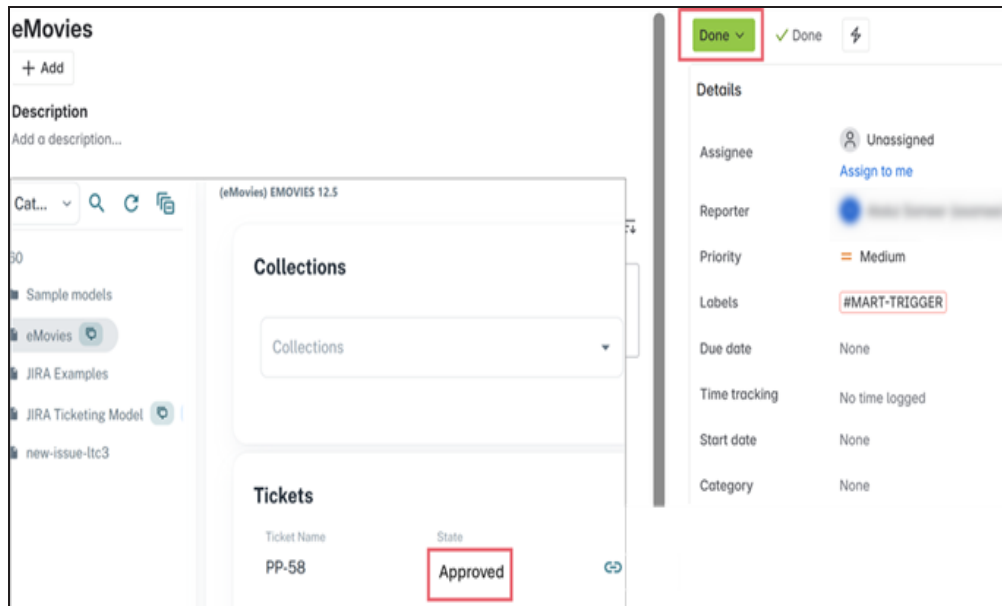 eMovies
+ Add
Description
Add a description...
Cat...
Sample models
eMovies
JIRA Examples
JIRA Ticketing Model
new-issue-ltc3
(eMovies) EMOVIES 12.5
Collections
Collections
Tickets
Ticket Name State
PP-58 Approved
Done Done
Details
Assignee Unassigned
Assign to me
Reporter
Priority Medium
Labels #MART-TRIGGER
Due date None
Time tracking No time logged
Start date None
Category None